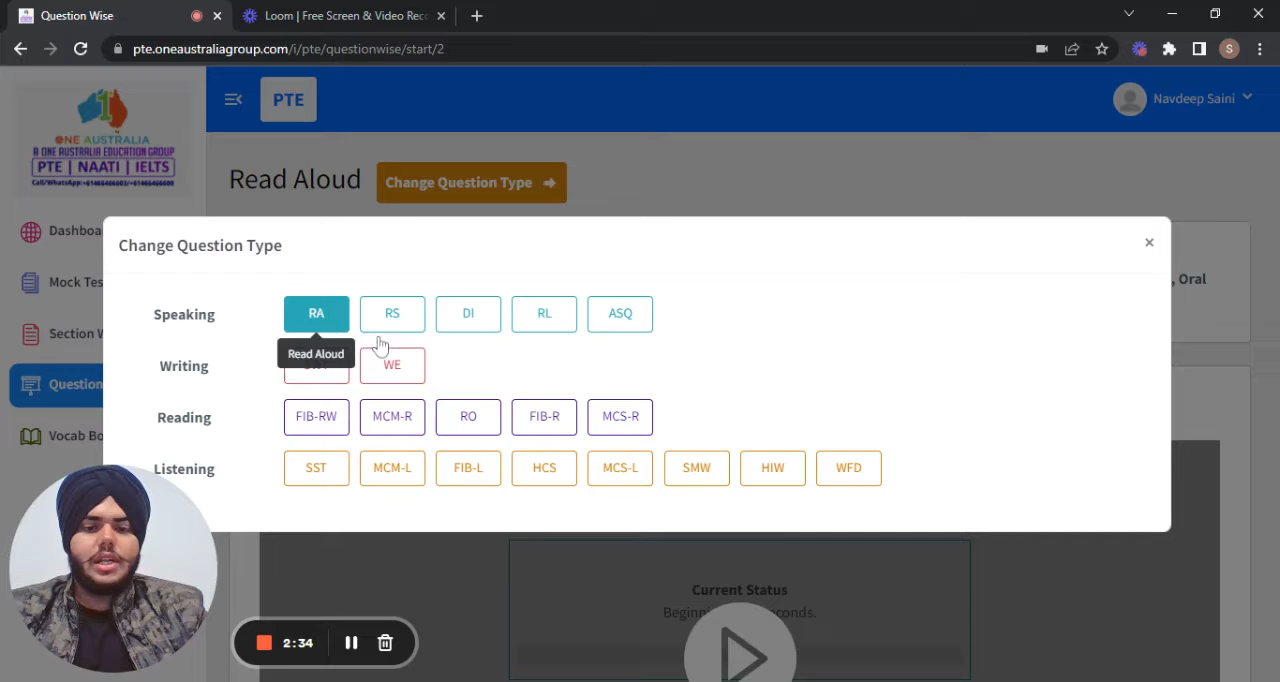 Question Wise
Loom | Free Screen & Video Rec
pte.oneaustraliagroup.com/i/pte/questionwise/start/2
S
1
ONE AUSTRALIA
A ONE AUSTRALIA EDUCATION GROUP
PTE | NAATI | IELTS
PTE
Navdeep Saini
Read Aloud
Change Question Type
Dashboa
Mock Tes
Section W
Question
Vocab Bo
, Oral
Change Question Type
×
Speaking
RA
RS
DI
RL
ASQ
Read Aloud
Writing
WE
Reading
FIB-RW
MCM-R
RO
FIB-R
MCS-R
Listening
SST
MCM-L
FIB-L
HCS
MCS-L
SMW
HIW
WFD
Current Status
Beginni
conds.
2:34